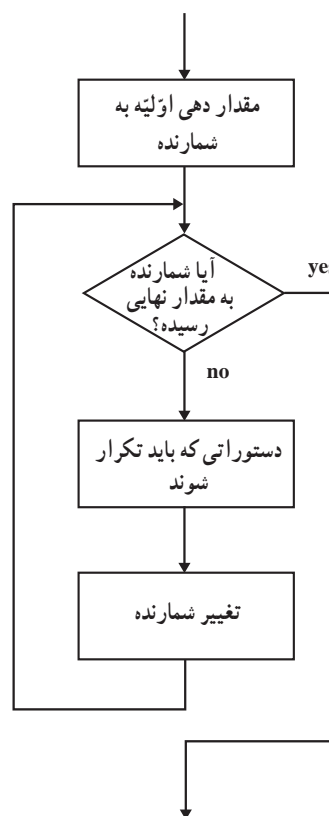 مقدار دهی اوّلیّه به
شمارنده
آیا شمارنده
به مقدار نهایی
رسیده؟
yes
no
دستوراتی که باید تکرار
شوند
تغییر شمارنده